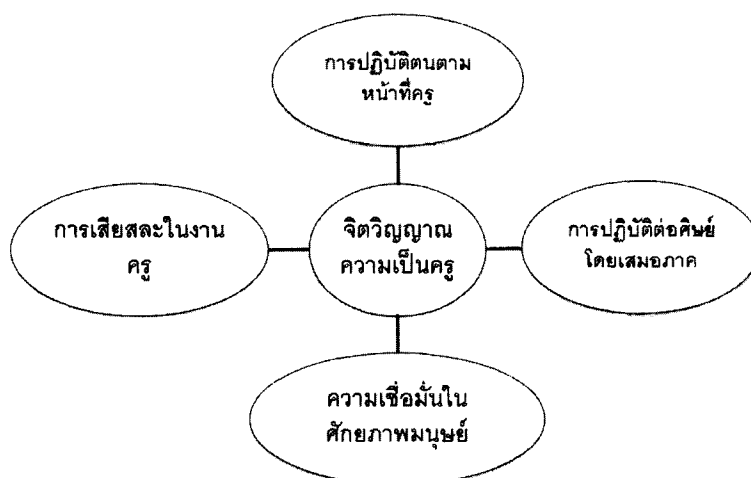 การปฏิบัติตนตาม
หน้าที่ครู
การเสียสละในงาน
ครู
จิตวิญญาณ
ความเป็นครู
การปฏิบัติต่อศิษย์
โดยเสมอภาค
ความเชื่อมั่นใน
ศักยภาพมนุษย์